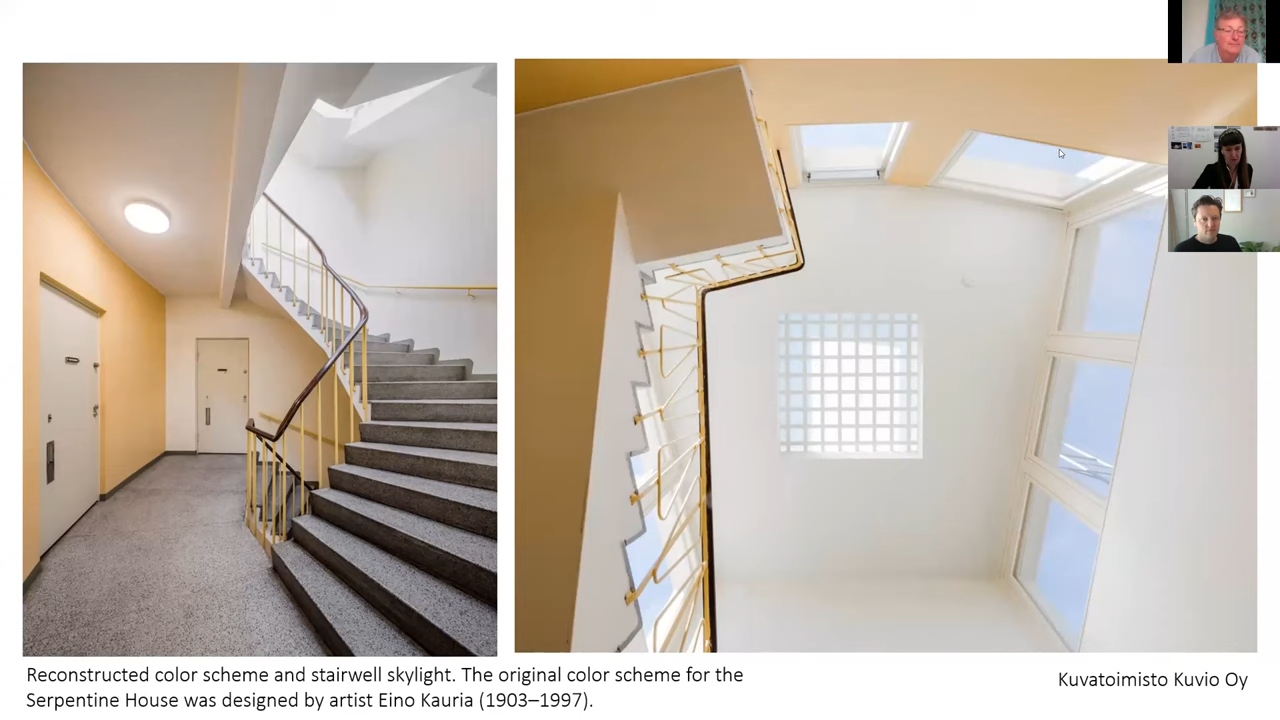 Reconstructed color scheme and stairwell skylight. The original color scheme for the
Serpentine House was designed by artist Eino Kauria (1903–1997).
Kuvatoimisto Kuvio Oy